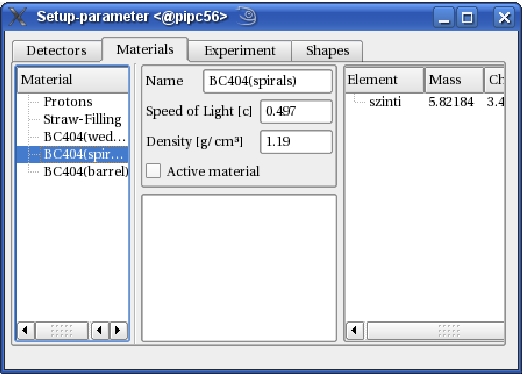 Setup-parameter <@pipc56>
Detectors Materials Experiment Shapes
Material
Protons
Straw-Filling
BC404(wed...
BC404(spir...
BC404(barrel)
Name BC404(spirals)
Speed of Light [c] 0.497
Density [g/cm³] 1.19
Active material
Element Mass Ch
szinti 5.82184 3.4